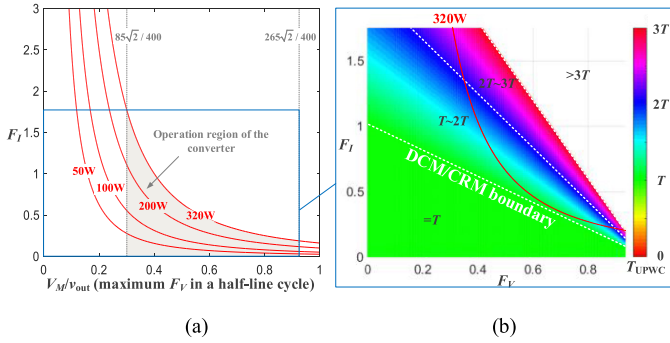 3
2.5
2
1.5
1
0.5
0
F_I
85√2 / 400
265√2 / 400
Operation region of the
converter
50W
100W
200W
320W
0
0.2
0.4
0.6
0.8
1
V_M/v_out (maximum F_V in a half-line cycle)
(a)
320W
>3T
2T~3T
T~2T
DCM/CRM boundary
=T
1.5
1
0.5
0
F_I
0
0.2
0.4
0.6
0.8
F_V
3T
2T
T
0
T_UPWC
(b)